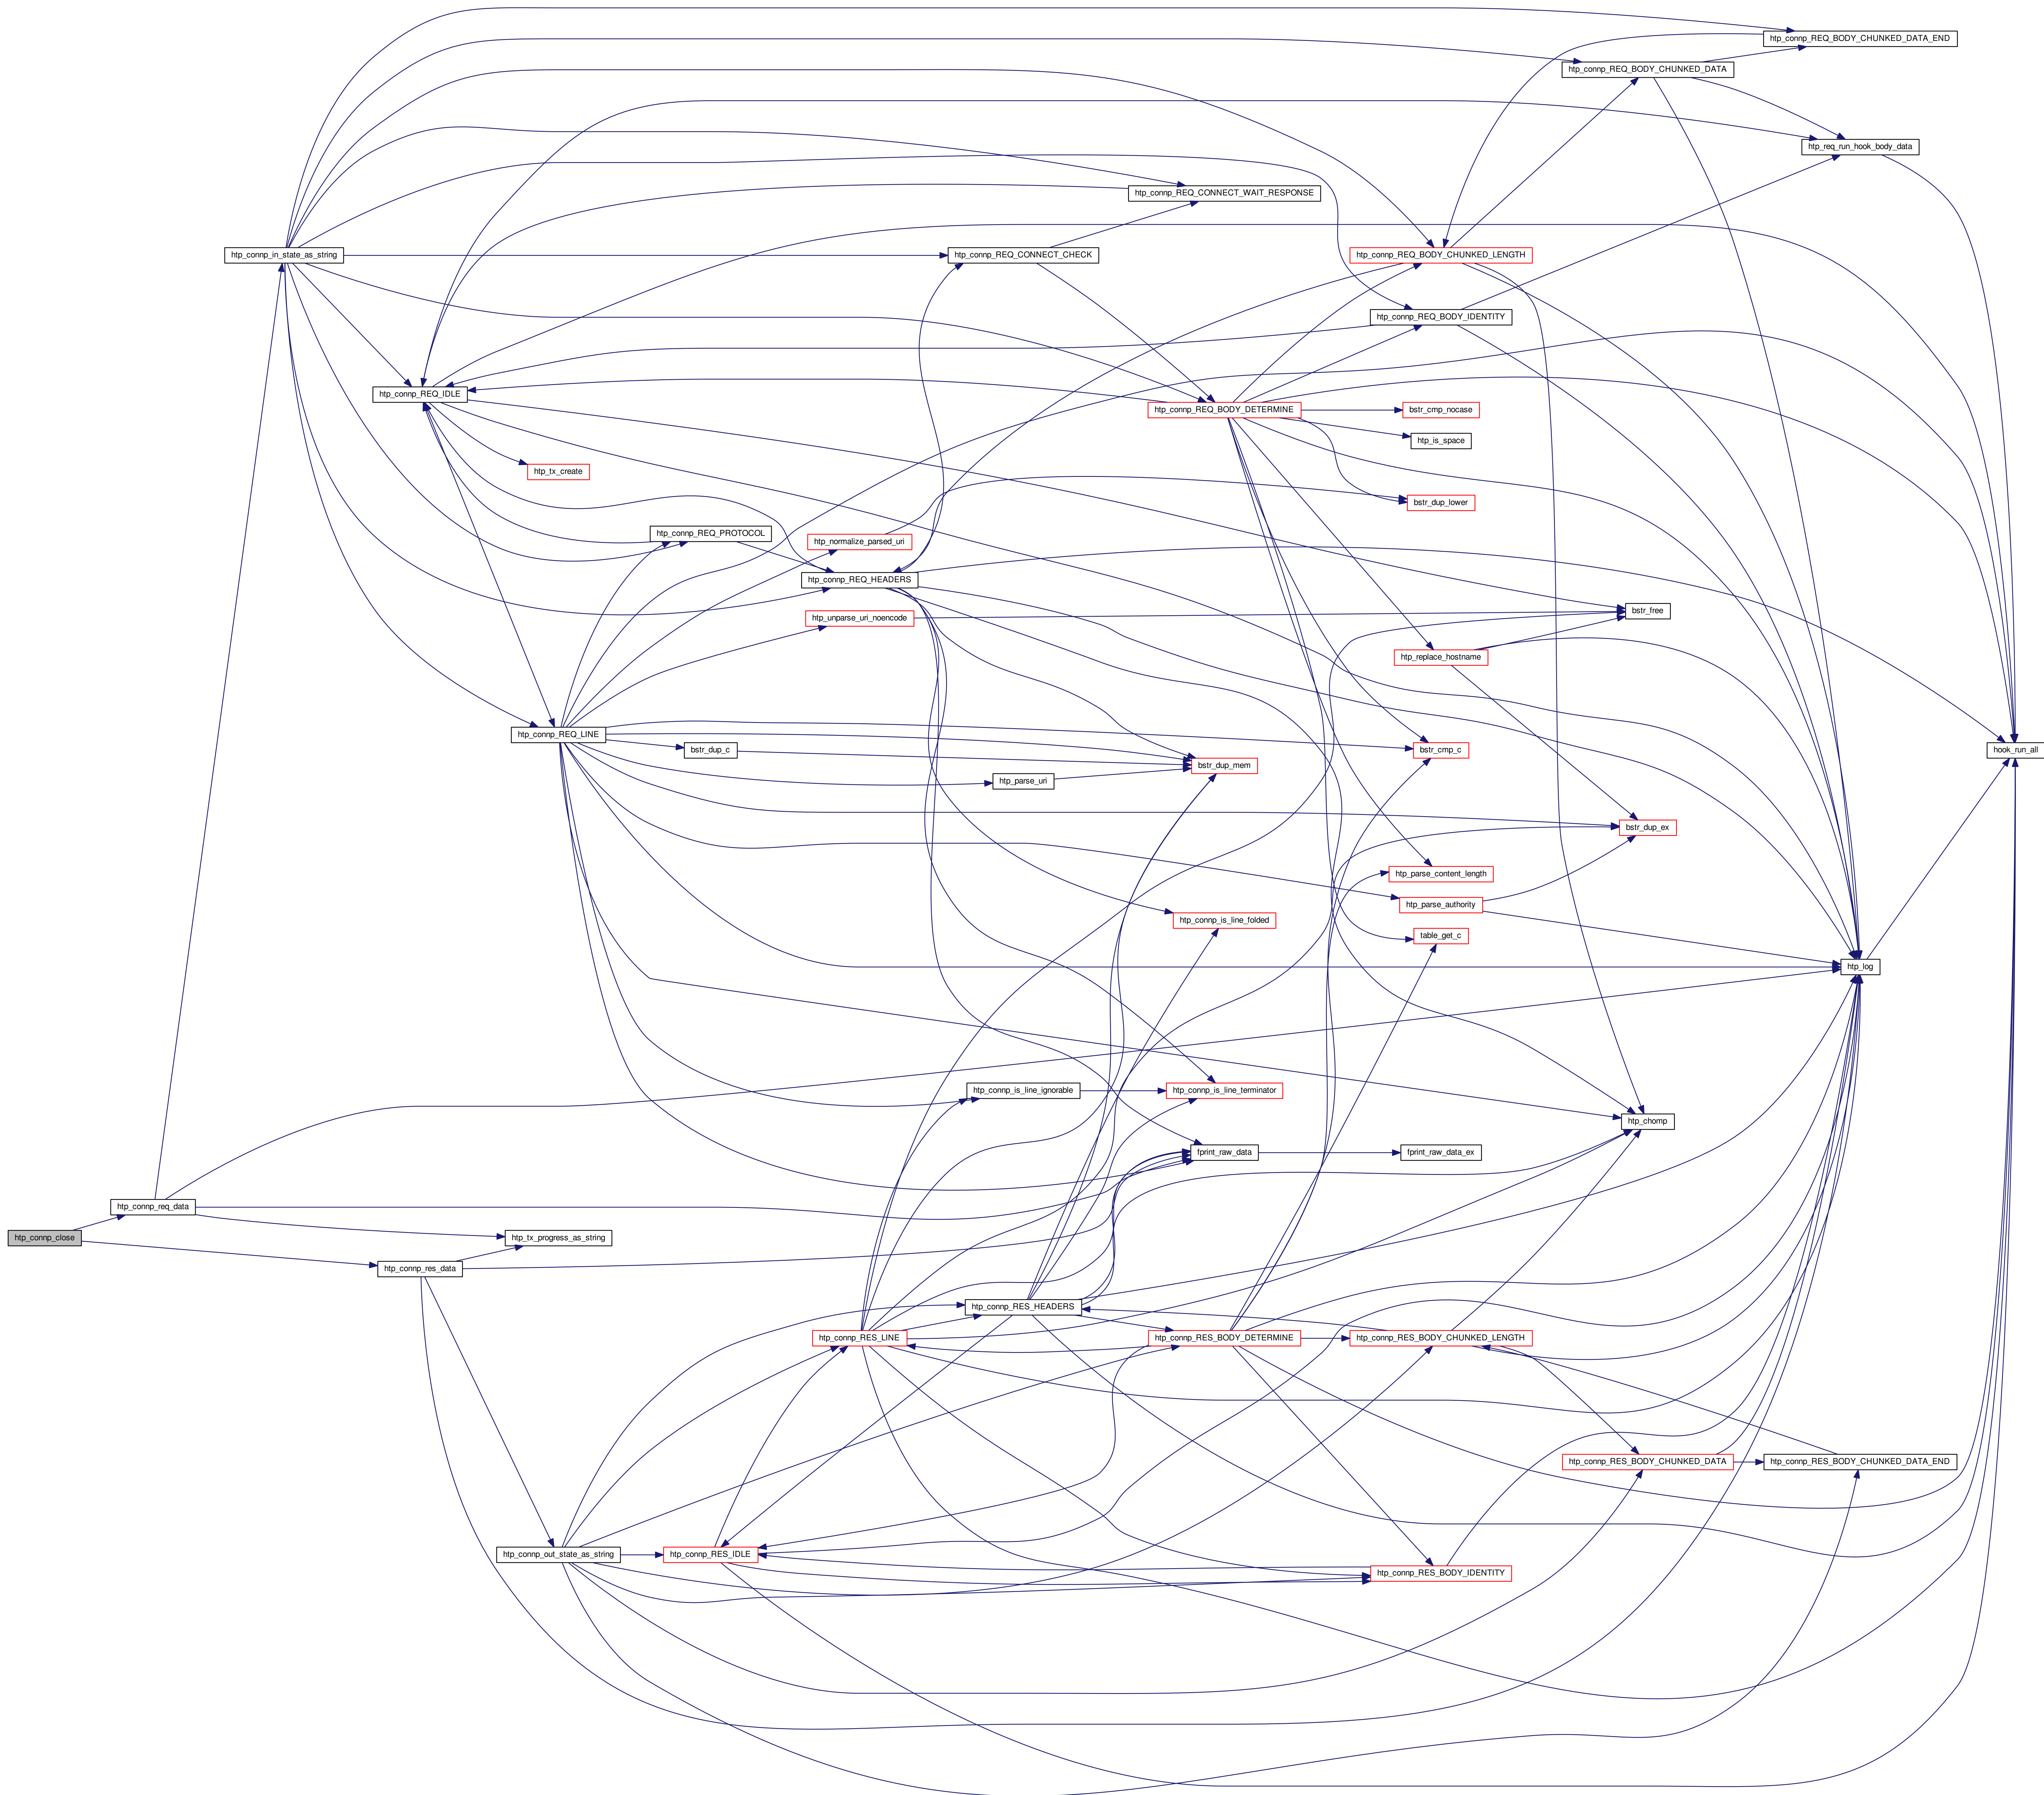 htp_connp_REQ_BODY_CHUNKED_DATA_END
htp_connp_REQ_BODY_CHUNKED_DATA
htp_req_run_hook_body_data
htp_connp_REQ_CONNECT_WAIT_RESPONSE
htp_connp_in_state_as_string
htp_connp_REQ_CONNECT_CHECK
htp_connp_REQ_BODY_CHUNKED_LENGTH
htp_connp_REQ_BODY_IDENTITY
htp_connp_REQ_IDLE
htp_connp_REQ_BODY_DETERMINE
bstr_cmp_nocase
htp_is_space
htp_tx_create
bstr_dup_lower
htp_connp_REQ_PROTOCOL
htp_normalize_parsed_uri
htp_connp_REQ_HEADERS
htp_unparse_uri_noencode
bstr_free
htp_replace_hostname
htp_connp_REQ_LINE
bstr_dup_c
bstr_cmp_c
hook_run_all
bstr_dup_mem
htp_parse_uri
bstr_dup_ex
htp_parse_content_length
htp_parse_authority
htp_connp_is_line_folded
table_get_c
htp_log
htp_connp_is_line_ignorable
htp_connp_is_line_terminator
htp_chomp
fprint_raw_data
fprint_raw_data_ex
htp_connp_req_data
htp_connp_close
htp_tx_progress_as_string
htp_connp_res_data
htp_connp_RES_HEADERS
htp_connp_RES_LINE
htp_connp_RES_BODY_DETERMINE
htp_connp_RES_BODY_CHUNKED_LENGTH
htp_connp_RES_BODY_CHUNKED_DATA
htp_connp_RES_BODY_CHUNKED_DATA_END
htp_connp_out_state_as_string
htp_connp_RES_IDLE
htp_connp_RES_BODY_IDENTITY